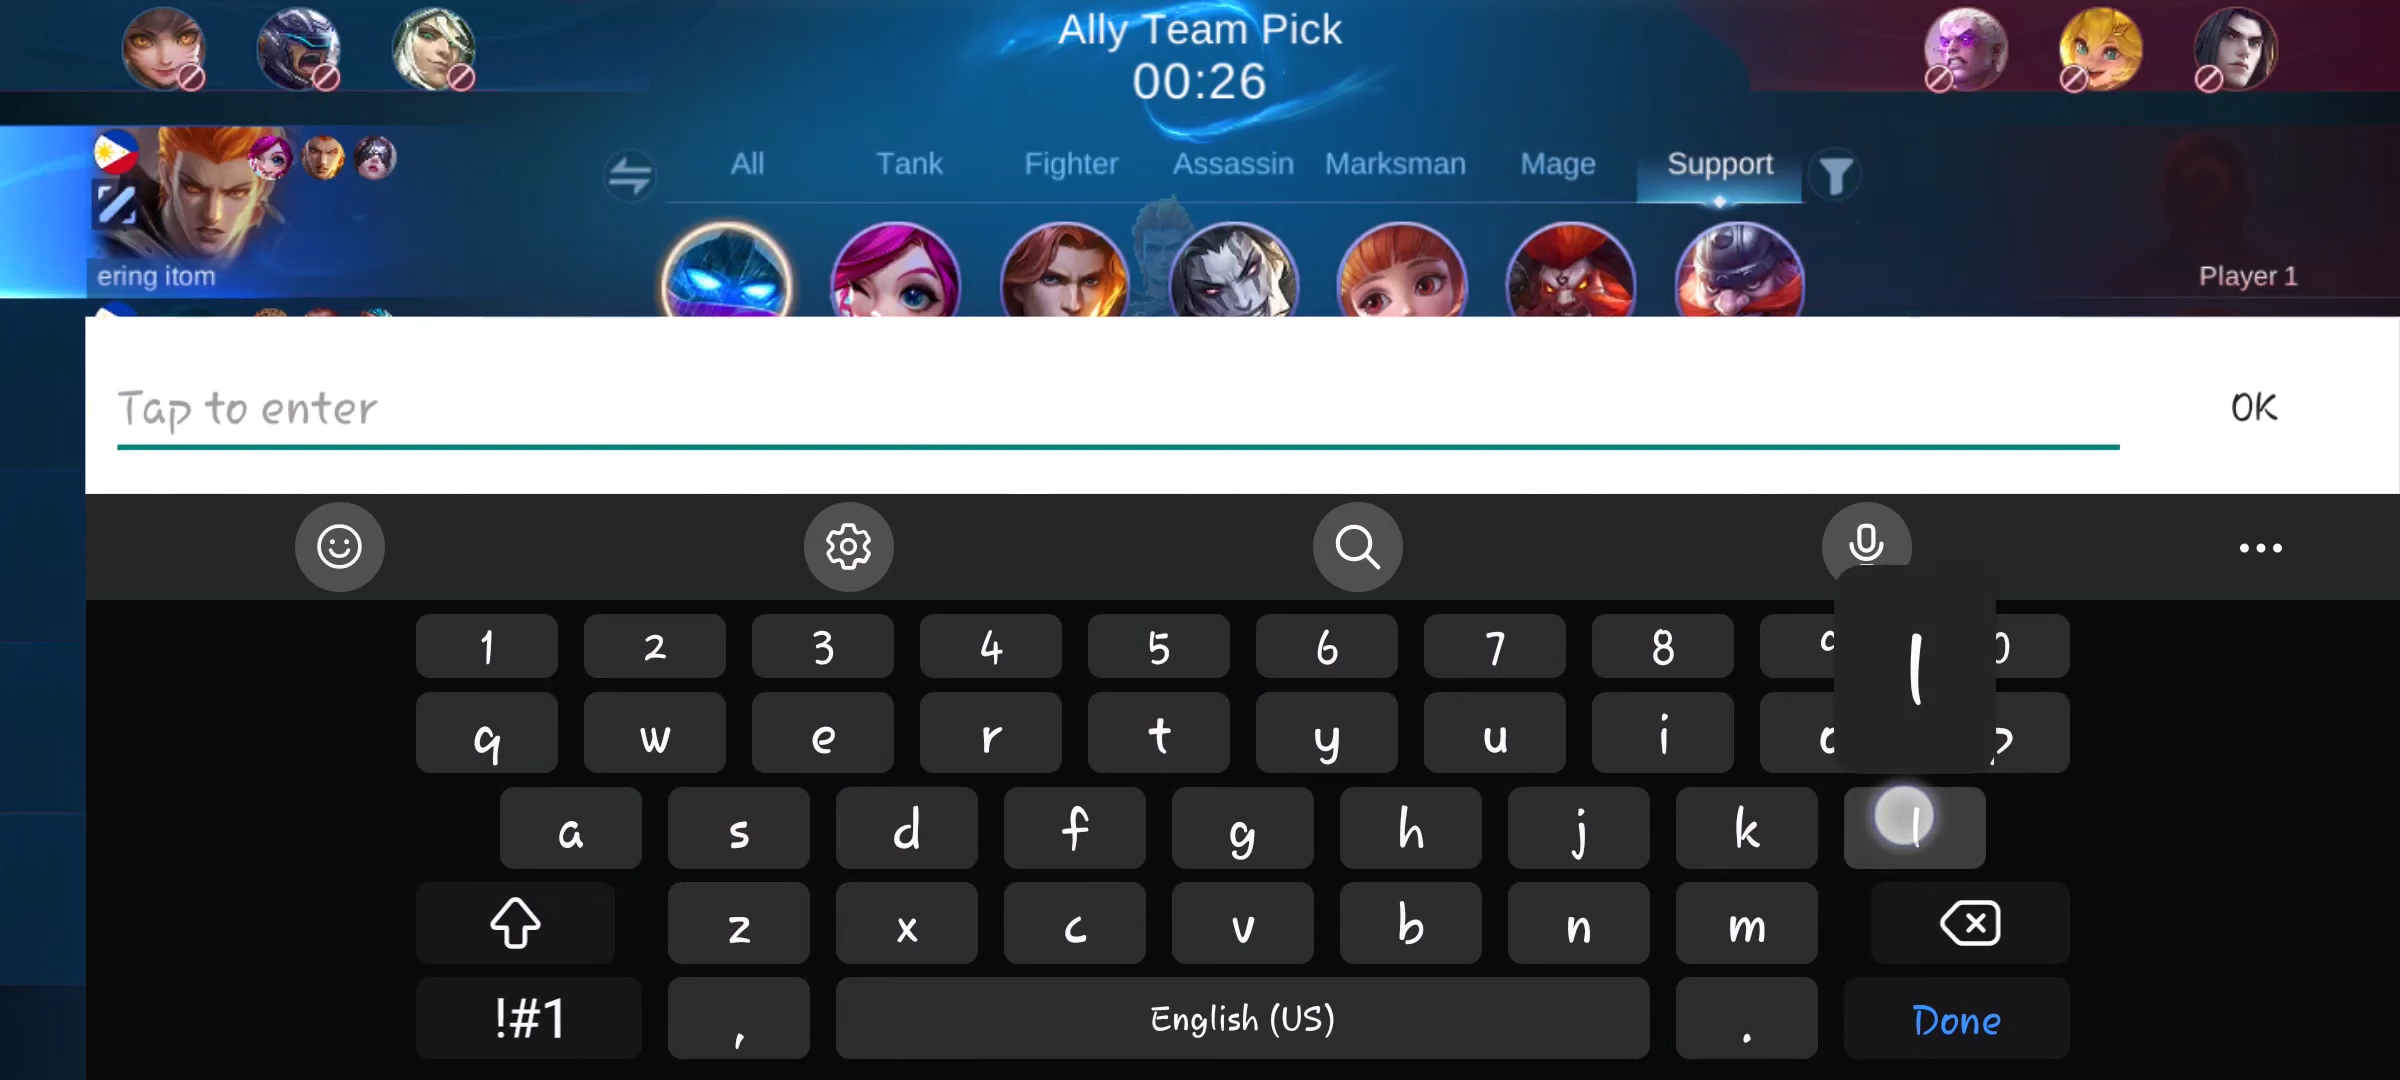 Ally Team Pick
00:26
All Tank Fighter Assassin Marksman Mage Support
ering itom
Player 1
Tap to enter
OK
1 2 3 4 5 6 7 8
q w e r t y u i
l
a s d f g h j k l
z x c v b n m
!#1 , English (US) . Done